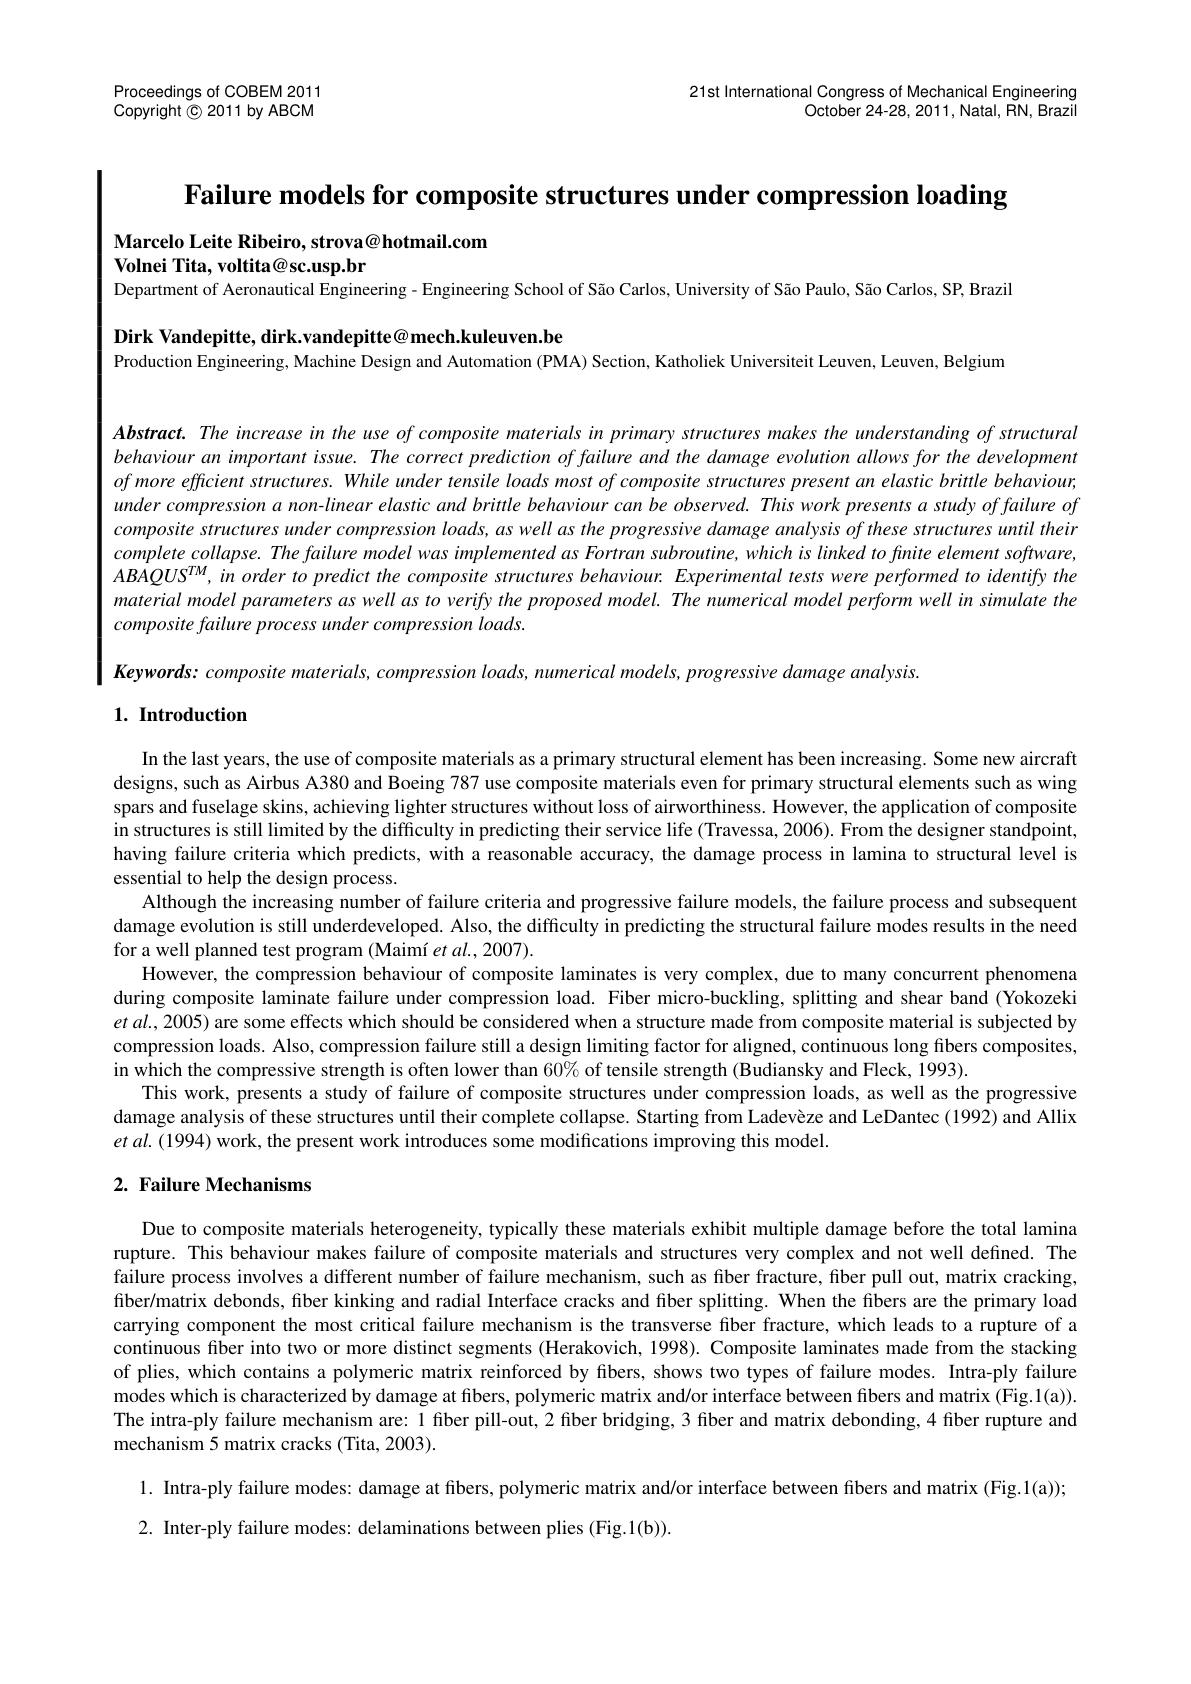 Proceedings of COBEM 2011
Copyright © 2011 by ABCM
21st International Congress of Mechanical Engineering
October 24-28, 2011, Natal, RN, Brazil
Failure models for composite structures under compression loading
Marcelo Leite Ribeiro, strova@hotmail.com
Volnei Tita, voltita@sc.usp.br
Department of Aeronautical Engineering - Engineering School of São Carlos, University of São Paulo, São Carlos, SP, Brazil
Dirk Vandepitte, dirk.vandepitte@mech.kuleuven.be
Production Engineering, Machine Design and Automation (PMA) Section, Katholiek Universiteit Leuven, Leuven, Belgium
Abstract. The increase in the use of composite materials in primary structures makes the understanding of structural
behaviour an important issue. The correct prediction of failure and the damage evolution allows for the development
of more efficient structures. While under tensile loads most of composite structures present an elastic brittle behaviour,
under compression a non-linear elastic and brittle behaviour can be observed. This work presents a study of failure of
composite structures under compression loads, as well as the progressive damage analysis of these structures until their
complete collapse. The failure model was implemented as Fortran subroutine, which is linked to finite element software,
ABAQUS™, in order to predict the composite structures behaviour. Experimental tests were performed to identify the
material model parameters as well as to verify the proposed model. The numerical model perform well in simulate the
composite failure process under compression loads.
Keywords: composite materials, compression loads, numerical models, progressive damage analysis.
1. Introduction
In the last years, the use of composite materials as a primary structural element has been increasing. Some new aircraft
designs, such as Airbus A380 and Boeing 787 use composite materials even for primary structural elements such as wing
spars and fuselage skins, achieving lighter structures without loss of airworthiness. However, the application of composite
in structures is still limited by the difficulty in predicting their service life (Travessa, 2006). From the designer standpoint,
having failure criteria which predicts, with a reasonable accuracy, the damage process in lamina to structural level is
essential to help the design process.
Although the increasing number of failure criteria and progressive failure models, the failure process and subsequent
damage evolution is still underdeveloped. Also, the difficulty in predicting the structural failure modes results in the need
for a well planned test program (Maimí et al., 2007).
However, the compression behaviour of composite laminates is very complex, due to many concurrent phenomena
during composite laminate failure under compression load. Fiber micro-buckling, splitting and shear band (Yokozeki
et al., 2005) are some effects which should be considered when a structure made from composite material is subjected by
compression loads. Also, compression failure still a design limiting factor for aligned, continuous long fibers composites,
in which the compressive strength is often lower than 60% of tensile strength (Budiansky and Fleck, 1993).
This work, presents a study of failure of composite structures under compression loads, as well as the progressive
damage analysis of these structures until their complete collapse. Starting from Ladevèze and LeDantec (1992) and Allix
et al. (1994) work, the present work introduces some modifications improving this model.
2. Failure Mechanisms
Due to composite materials heterogeneity, typically these materials exhibit multiple damage before the total lamina
rupture. This behaviour makes failure of composite materials and structures very complex and not well defined. The
failure process involves a different number of failure mechanism, such as fiber fracture, fiber pull out, matrix cracking,
fiber/matrix debonds, fiber kinking and radial Interface cracks and fiber splitting. When the fibers are the primary load
carrying component the most critical failure mechanism is the transverse fiber fracture, which leads to a rupture of a
continuous fiber into two or more distinct segments (Herakovich, 1998). Composite laminates made from the stacking
of plies, which contains a polymeric matrix reinforced by fibers, shows two types of failure modes. Intra-ply failure
modes which is characterized by damage at fibers, polymeric matrix and/or interface between fibers and matrix (Fig.1(a)).
The intra-ply failure mechanism are: 1 fiber pill-out, 2 fiber bridging, 3 fiber and matrix debonding, 4 fiber rupture and
mechanism 5 matrix cracks (Tita, 2003).
1. Intra-ply failure modes: damage at fibers, polymeric matrix and/or interface between fibers and matrix (Fig.1(a));
2. Inter-ply failure modes: delaminations between plies (Fig.1(b)).